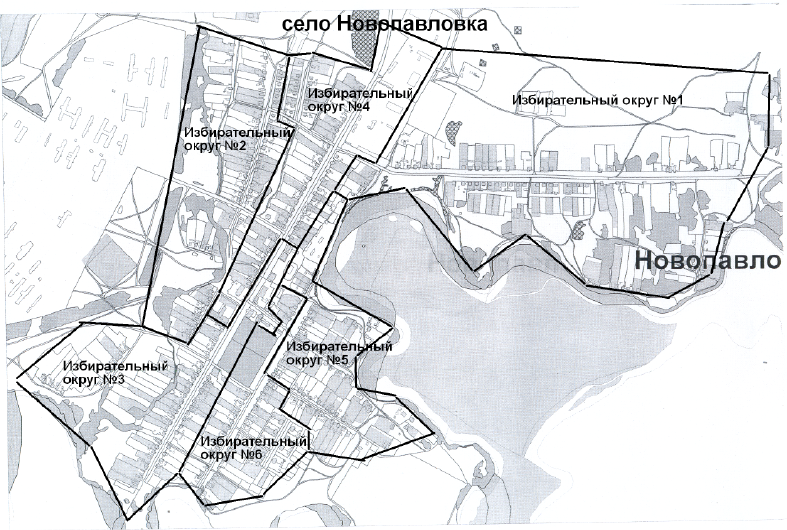 село Новопавловка
Избирательный
округ №4
Избирательный округ №1
Избирательный
округ №2
Новопавло
Избирательный
округ №5
Избирательный
округ №3
Избирательный
округ №6